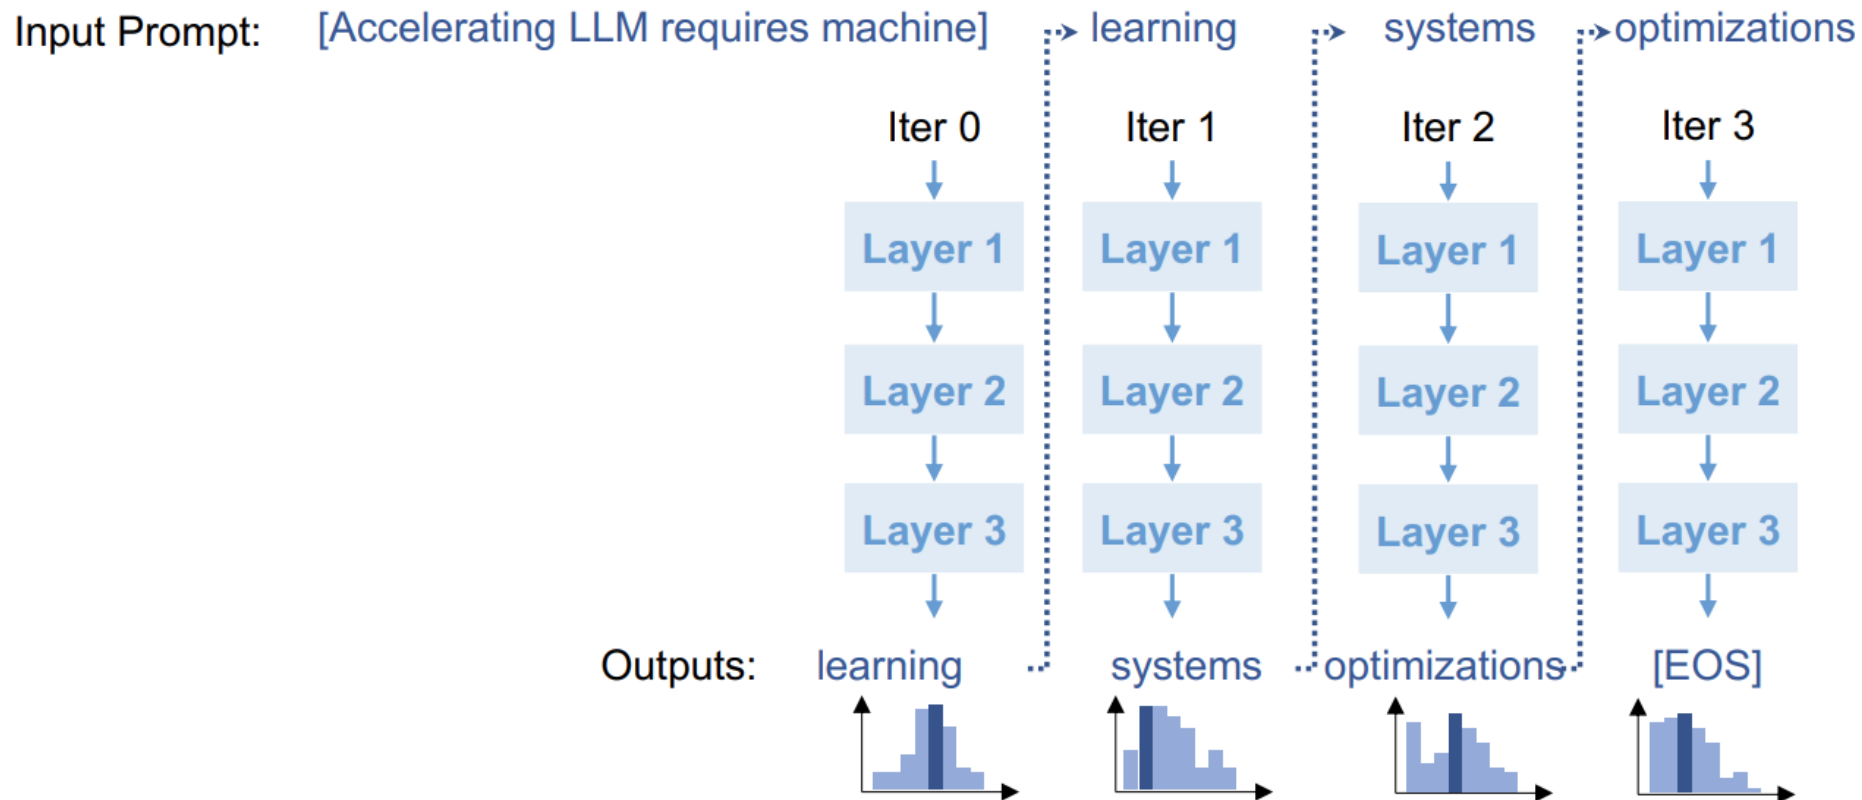 Input Prompt: [Accelerating LLM requires machine] learning systems optimizations
Iter 0 Iter 1 Iter 2 Iter 3
Layer 1 Layer 1 Layer 1 Layer 1
Layer 2 Layer 2 Layer 2 Layer 2
Layer 3 Layer 3 Layer 3 Layer 3
Outputs: learning systems optimizations [EOS]